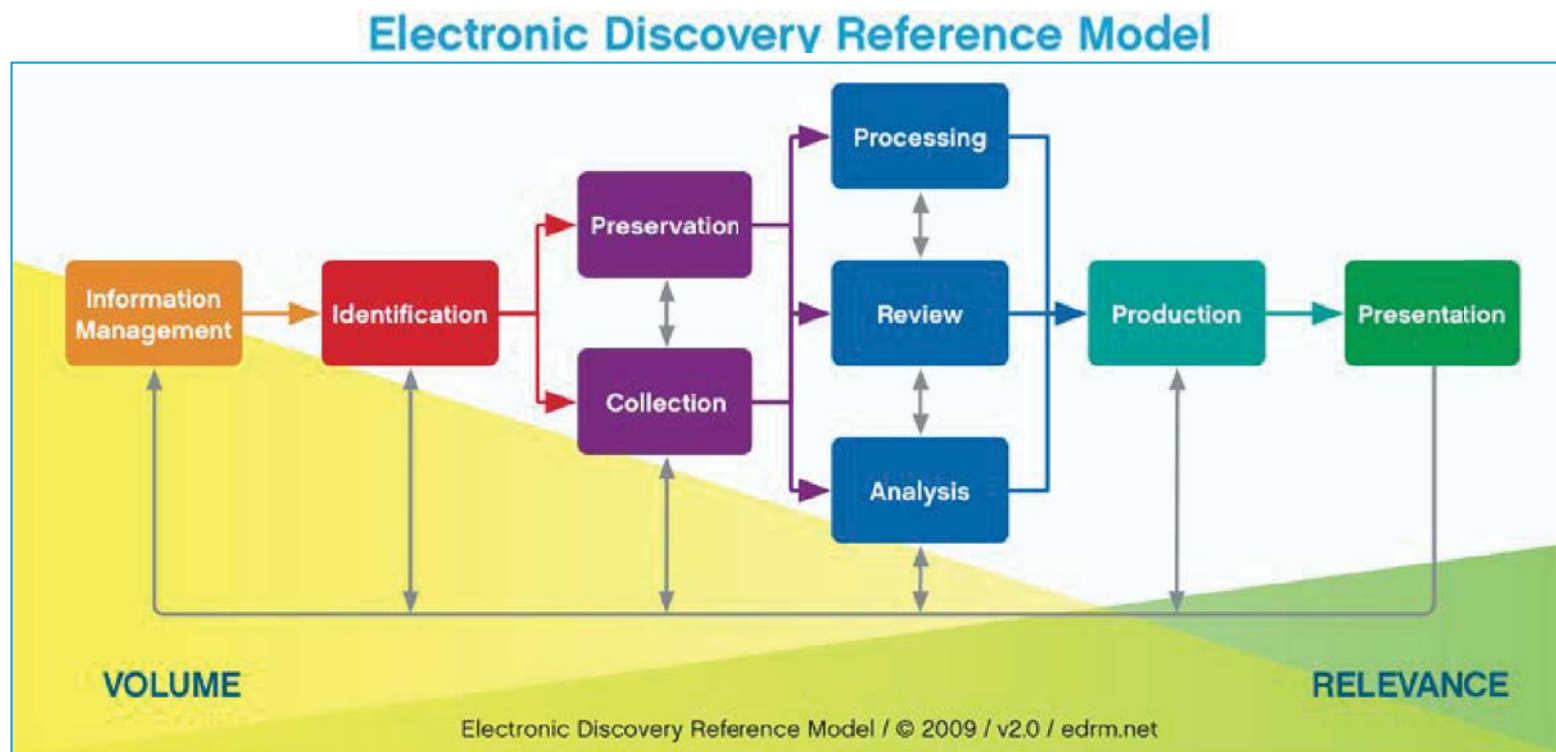 Electronic Discovery Reference Model
Processing
Preservation
Information
Management
Identification
Review
Production
Presentation
Collection
Analysis
VOLUME
RELEVANCE
Electronic Discovery Reference Model / © 2009 / v2.0 / edrm.net